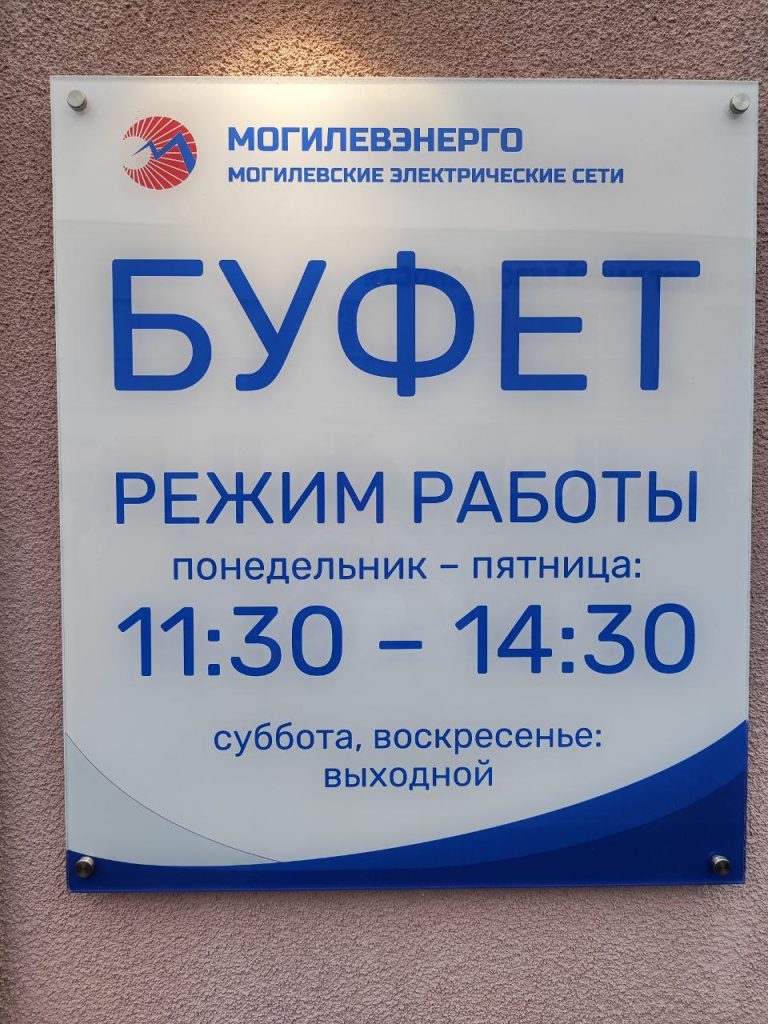 МОГИЛЕВЭНЕРГО
МОГИЛЕВСКИЕ ЭЛЕКТРИЧЕСКИЕ СЕТИ
БУФЕТ
РЕЖИМ РАБОТЫ
понедельник – пятница:
11:30 – 14:30
суббота, воскресенье:
выходной